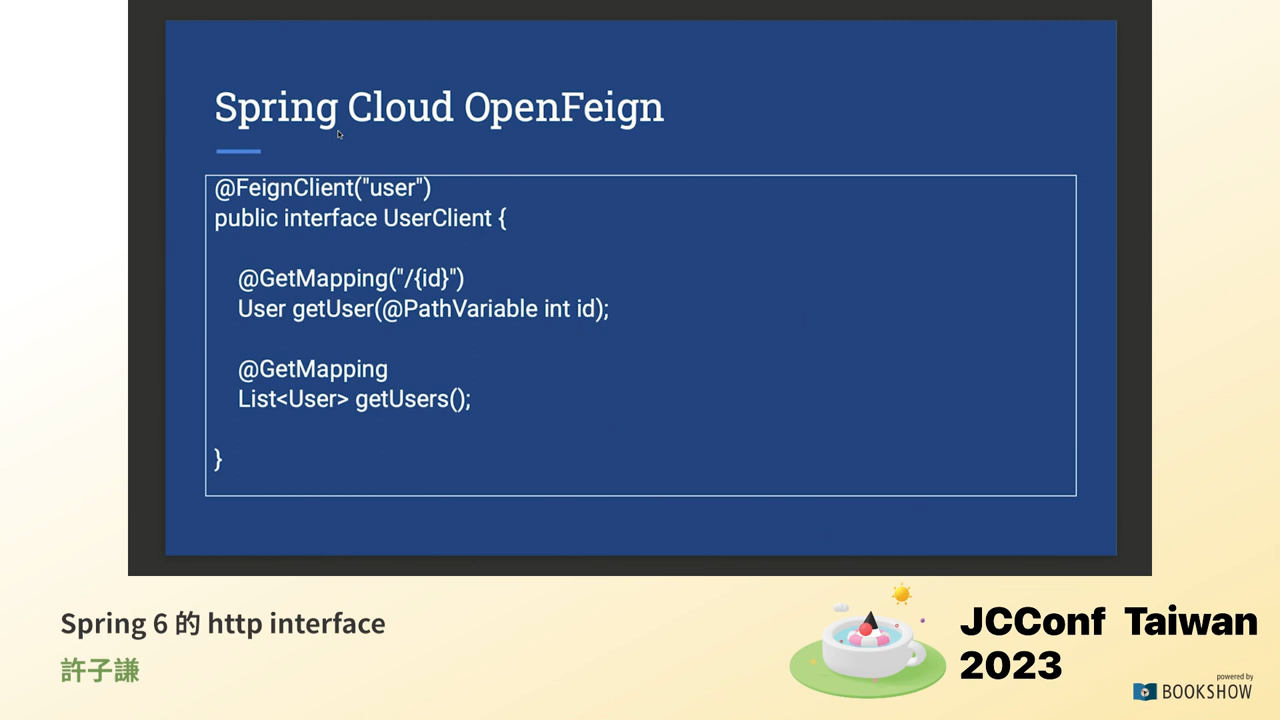 Spring Cloud OpenFeign
@FeignClient("user")
public interface UserClient {
@GetMapping("/{id}")
User getUser(@PathVariable int id);
@GetMapping
List<User> getUsers();
}
Spring 6 的 http interface
許子謙
JCConf Taiwan
2023
powered by
BOOKSHOW